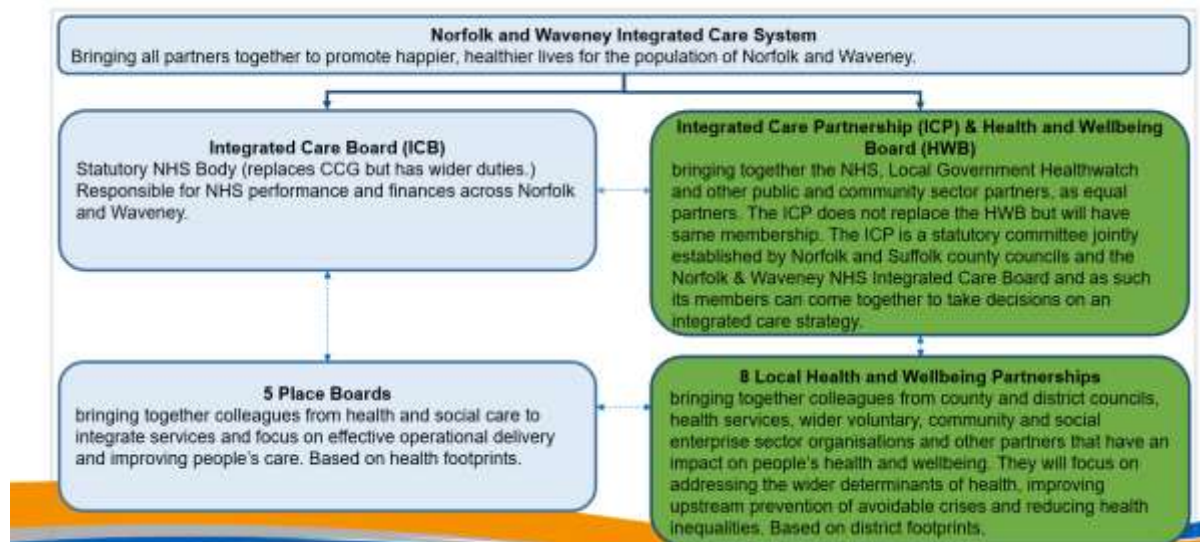 Norfolk and Waveney Integrated Care System
Bringing all partners together to promote happier, healthier lives for the population of Norfolk and Waveney.
Integrated Care Board (ICB)
Statutory NHS Body (replaces CCG but has wider duties.)
Responsible for NHS performance and finances across Norfolk
and Waveney.
Integrated Care Partnership (ICP) & Health and Wellbeing
Board (HWB)
bringing together the NHS, Local Government Healthwatch
and other public and community sector partners, as equal
partners. The ICP does not replace the HWB but will have
same membership. The ICP is a statutory committee jointly
established by Norfolk and Suffolk county councils and the
Norfolk & Waveney NHS Integrated Care Board and as such
its members can come together to take decisions on an
integrated care strategy.
5 Place Boards
bringing together colleagues from health and social care to
integrate services and focus on effective operational delivery
and improving people's care. Based on health footprints.
8 Local Health and Wellbeing Partnerships
bringing together colleagues from county and district councils,
health services, wider voluntary, community and social
enterprise sector organisations and other partners that have an
impact on people's health and wellbeing. They will focus on
addressing the wider determinants of health, improving
upstream prevention of avoidable crises and reducing health
inequalities. Based on district footprints.